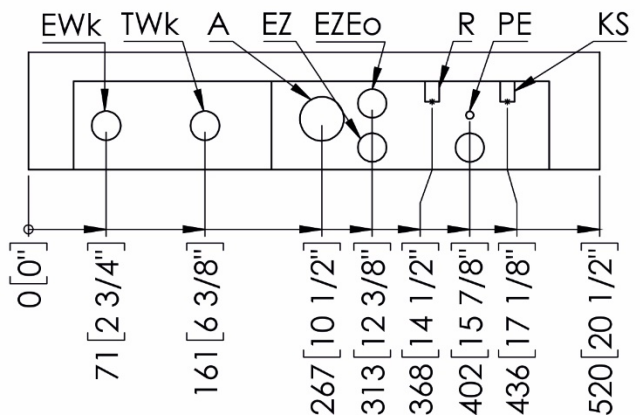 EWk TWk A EZ EZEo R PE KS
0 [0"]
71 [2 3/4"]
161 [6 3/8"]
267 [10 1/2"]
313 [12 3/8"]
368 [14 1/2"]
402 [15 7/8"]
436 [17 1/8"]
520 [20 1/2"]